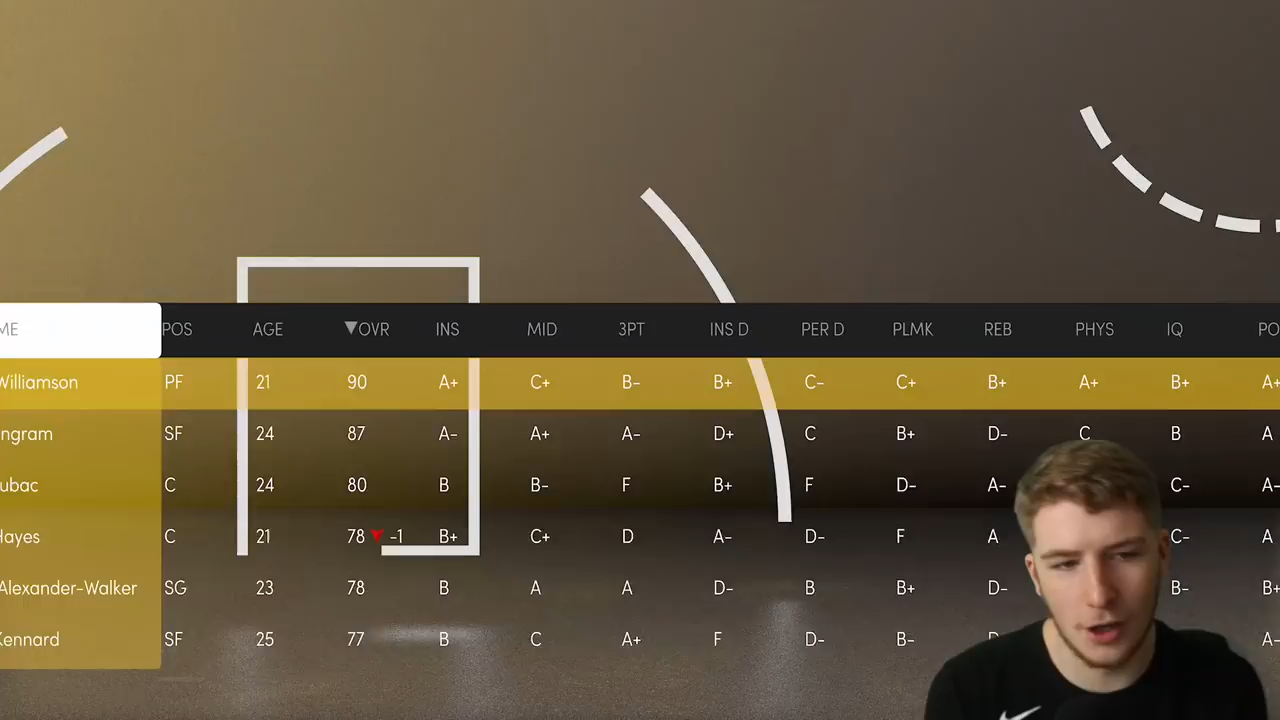 ME POS AGE ▼OVR INS MID 3PT INS D PER D PLMK REB PHYS IQ PO
Williamson PF 21 90 A+ C+ B- B+ C- C+ B+ A+ B+ A+
ngram SF 24 87 A- A+ A- D+ C B+ D- C B A
ubac C 24 80 B B- F B+ F D- A- C- A-
Hayes C 21 78 ▼ -1 B+ C+ D A- D- F A C- A
Alexander-Walker SG 23 78 B A A D- B B+ D- B- B+
Kennard SF 25 77 B C A+ F D- B- A-